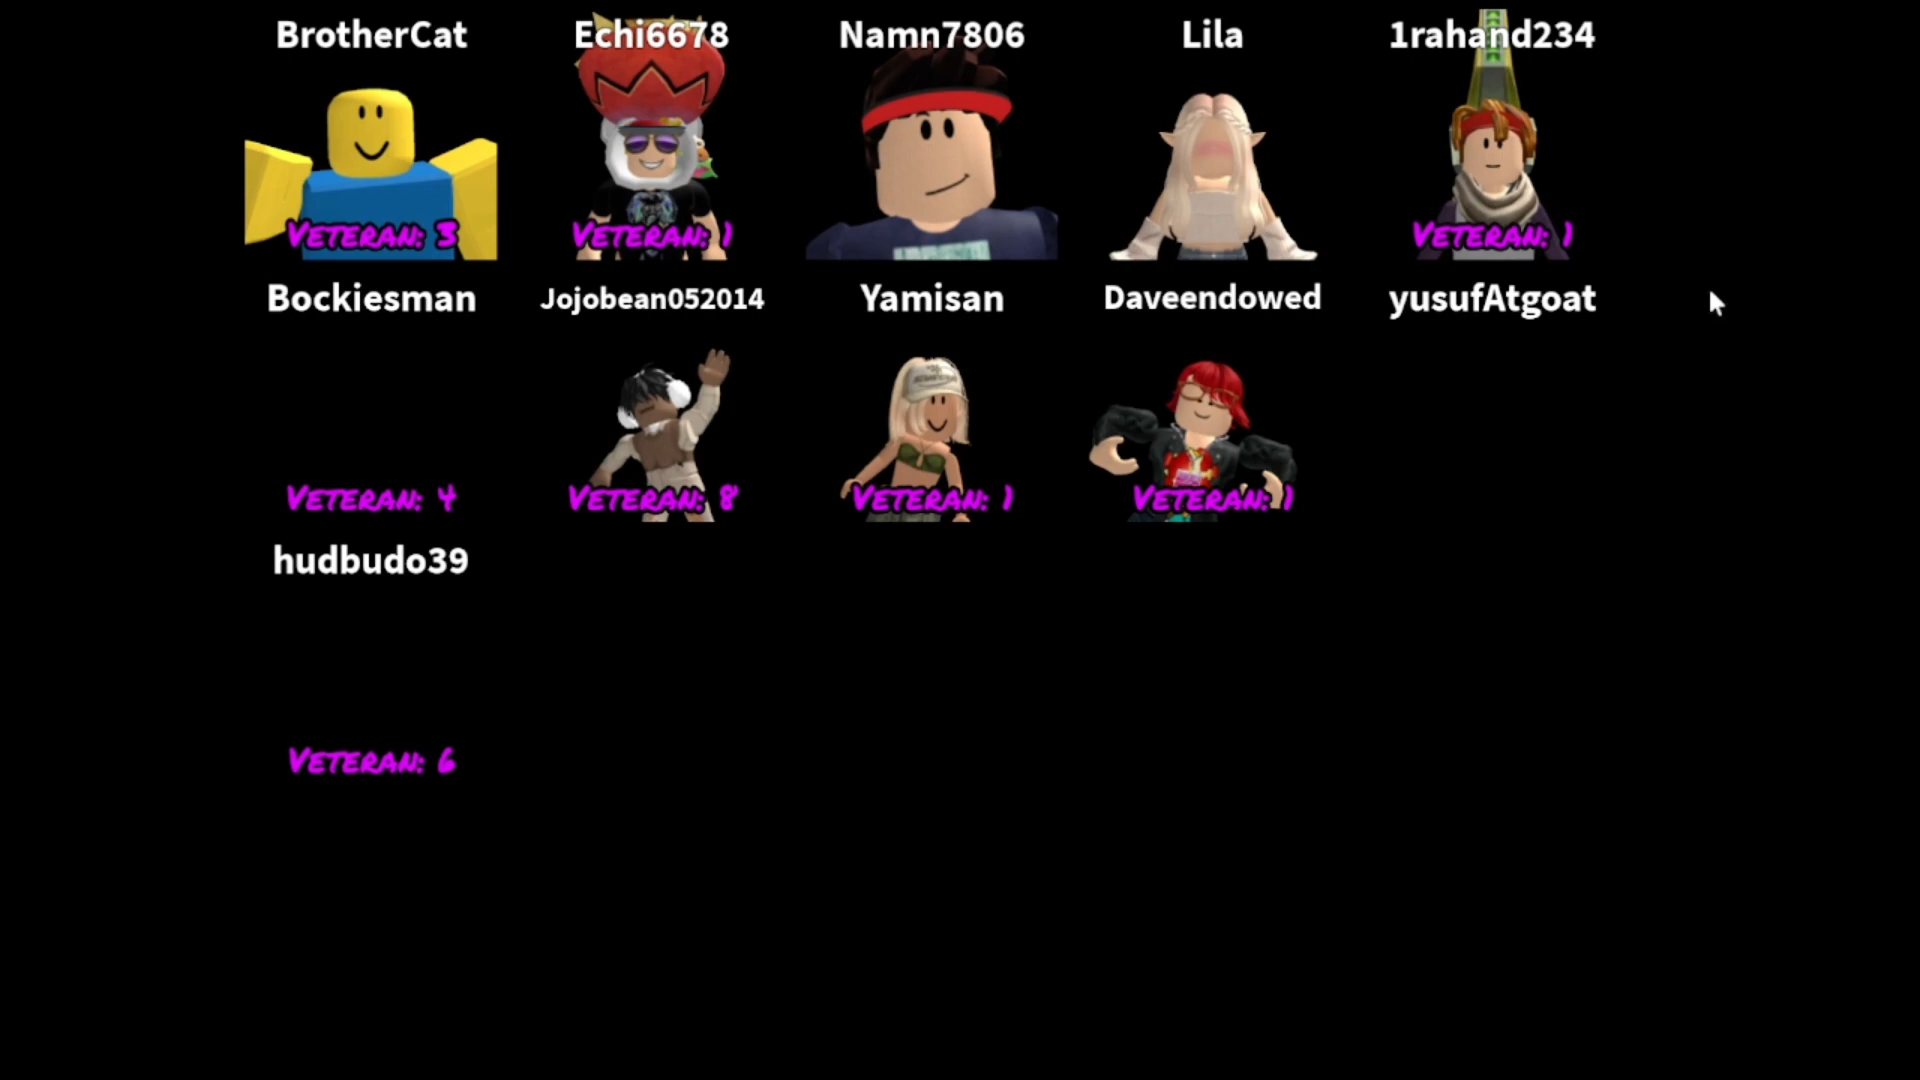 BrotherCat
Echi6678
Namn7806
Lila
1rahand234
Veteran: 3
Veteran: 1
Veteran: 1
Bockiesman
Jojobean052014
Yamisan
Daveendowed
yusufAtgoat
Veteran: 4
Veteran: 8
Veteran: 1
Veteran: 1
hudbudo39
Veteran: 6